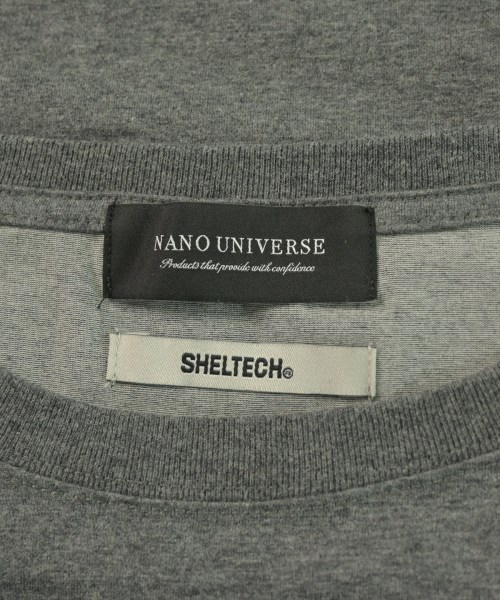 NANO UNIVERSE
Products that provide with confidence
SHELTECH®